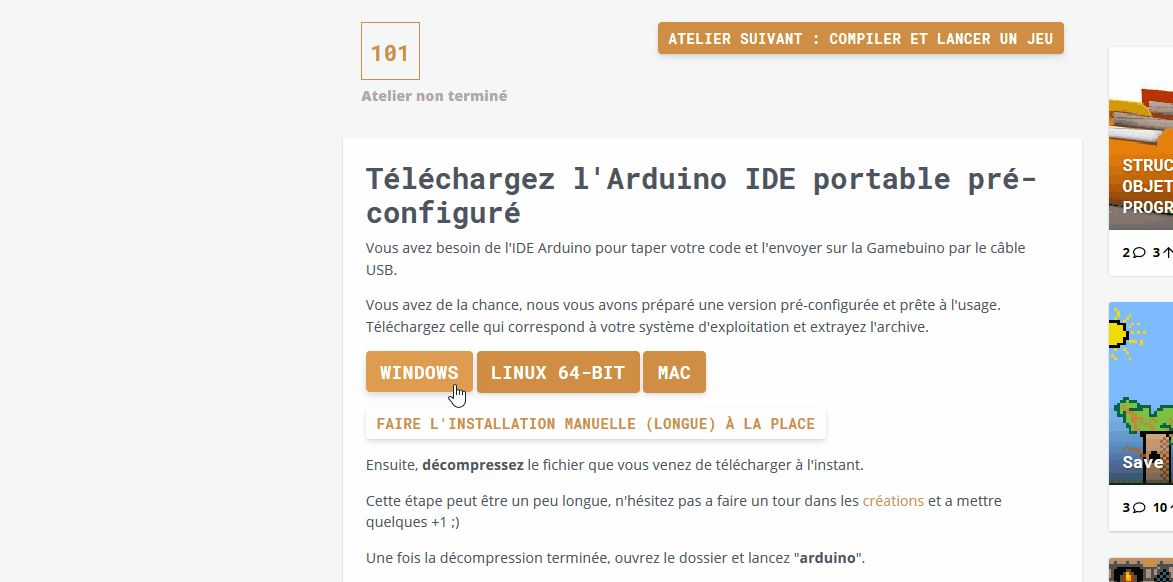 101
ATELIER SUIVANT : COMPILER ET LANCER UN JEU
Atelier non terminé
Téléchargez l'Arduino IDE portable pré-
configuré
Vous avez besoin de l'IDE Arduino pour taper votre code et l'envoyer sur la Gamebuino par le câble
USB.
Vous avez de la chance, nous vous avons préparé une version pré-configurée et prête à l'usage.
Téléchargez celle qui correspond à votre système d'exploitation et extrayez l'archive.
WINDOWS LINUX 64-BIT MAC
FAIRE L'INSTALLATION MANUELLE (LONGUE) À LA PLACE
Ensuite, décompressez le fichier que vous venez de télécharger à l'instant.
Cette étape peut être un peu longue, n'hésitez pas a faire un tour dans les créations et a mettre
quelques +1 ;)
Une fois la décompression terminée, ouvrez le dossier et lancez "arduino".
STRUC
OBJET
PROGR
2 3
Save
3 10